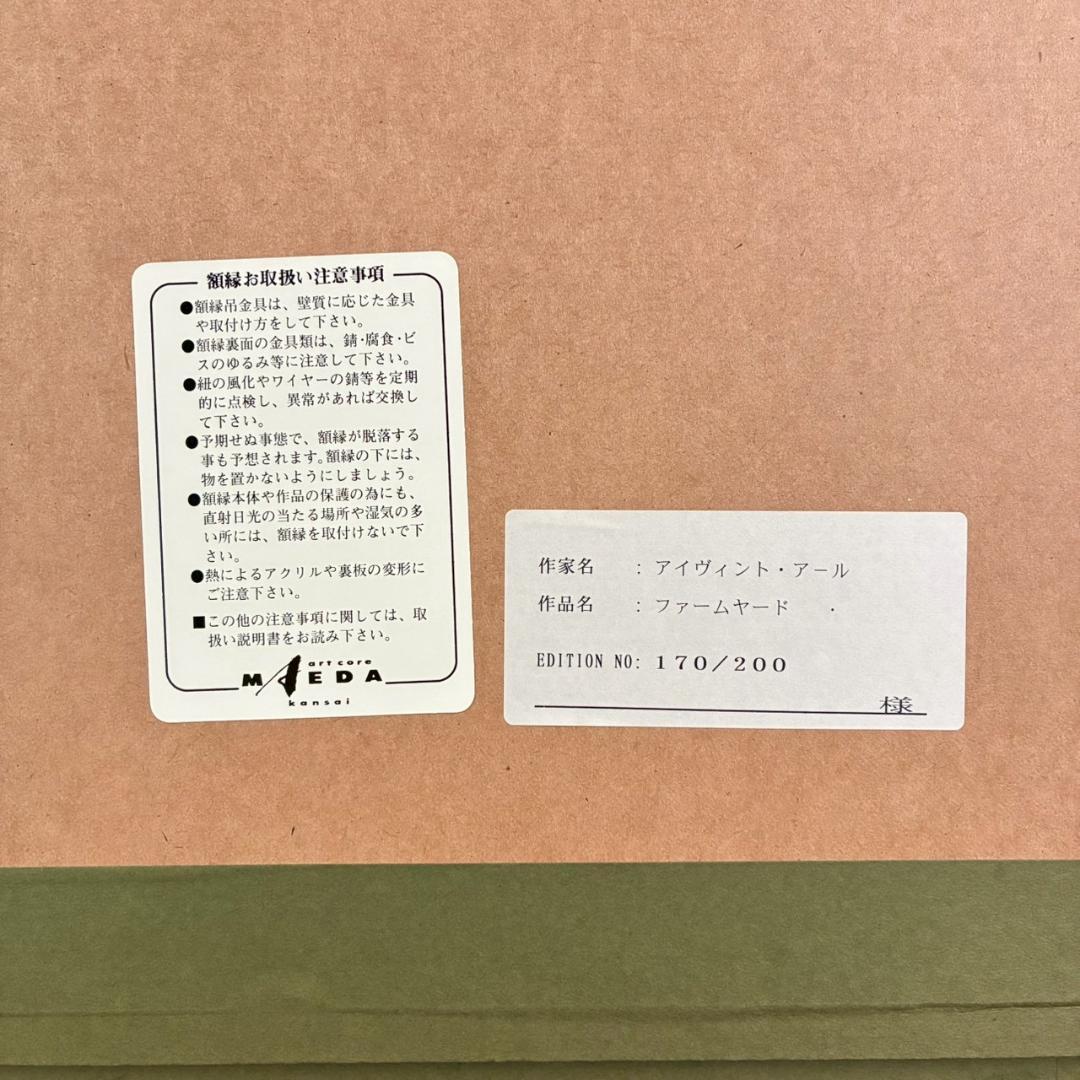 額縁お取扱い注意事項
●額縁吊金具は、壁質に応じた金具
や取付け方をして下さい。
●額縁裏面の金具類は、錆・腐食・ビ
スのゆるみ等に注意して下さい。
●紐の風化やワイヤーの錆等を定期
的に点検し、異常があれば交換し
て下さい。
●予期せぬ事態で、額縁が脱落する
事も予想されます。額縁の下には、
物を置かないようにしましょう。
●額縁本体や作品の保護の為にも、
直射日光の当たる場所や湿気の多
い所には、額縁を取付けないで下
さい。
●熱によるアクリルや裏板の変形に
ご注意下さい。
■この他の注意事項に関しては、取
扱い説明書をお読み下さい。
art core
MAEDA
kansai
作家名 : アイヴィント・アール
作品名 : ファームヤード
EDITION NO: 170/200
様